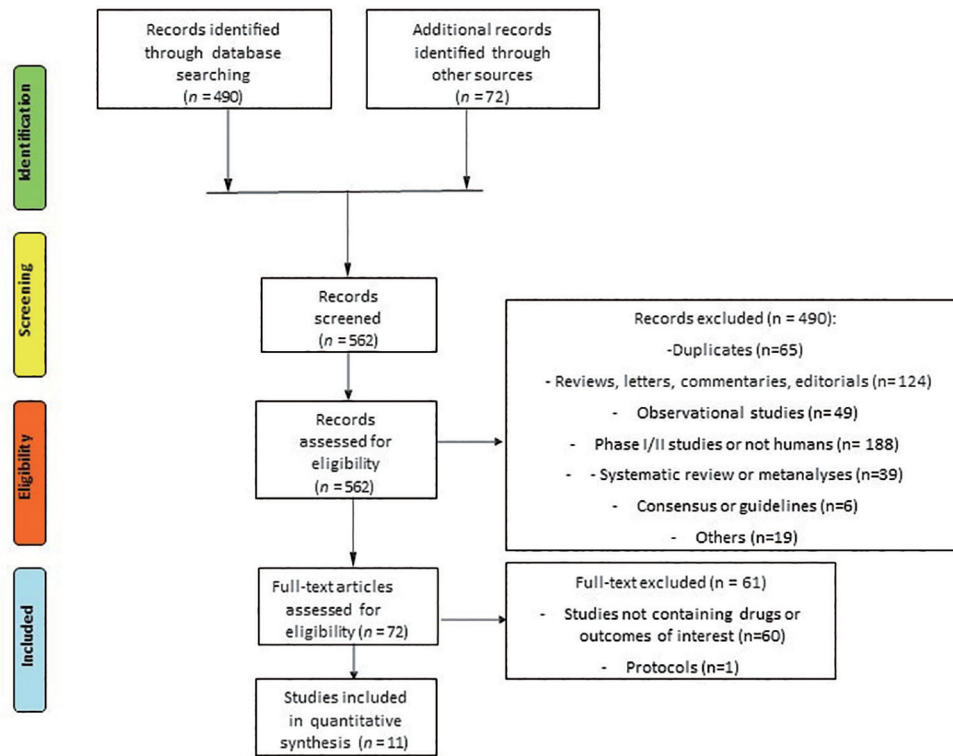 Records identified
through database
searching
(n = 490)
Additional records
identified through
other sources
(n = 72)
Identification
Screening
Records
screened
(n = 562)
Records excluded (n = 490):
-Duplicates (n=65)
- Reviews, letters, commentaries, editorials (n=124)
- Observational studies (n= 49)
- Phase I/II studies or not humans (n= 188)
- - Systematic review or metanalyses (n=39)
- Consensus or guidelines (n=6)
- Others (n=19)
Eligibility
Records
assessed for
eligibility
(n = 562)
Included
Full-text articles
assessed for
eligibility (n = 72)
Full-text excluded (n = 61)
- Studies not containing drugs or
outcomes of interest (n=60)
- Protocols (n=1)
Studies included
in quantitative
synthesis (n = 11)